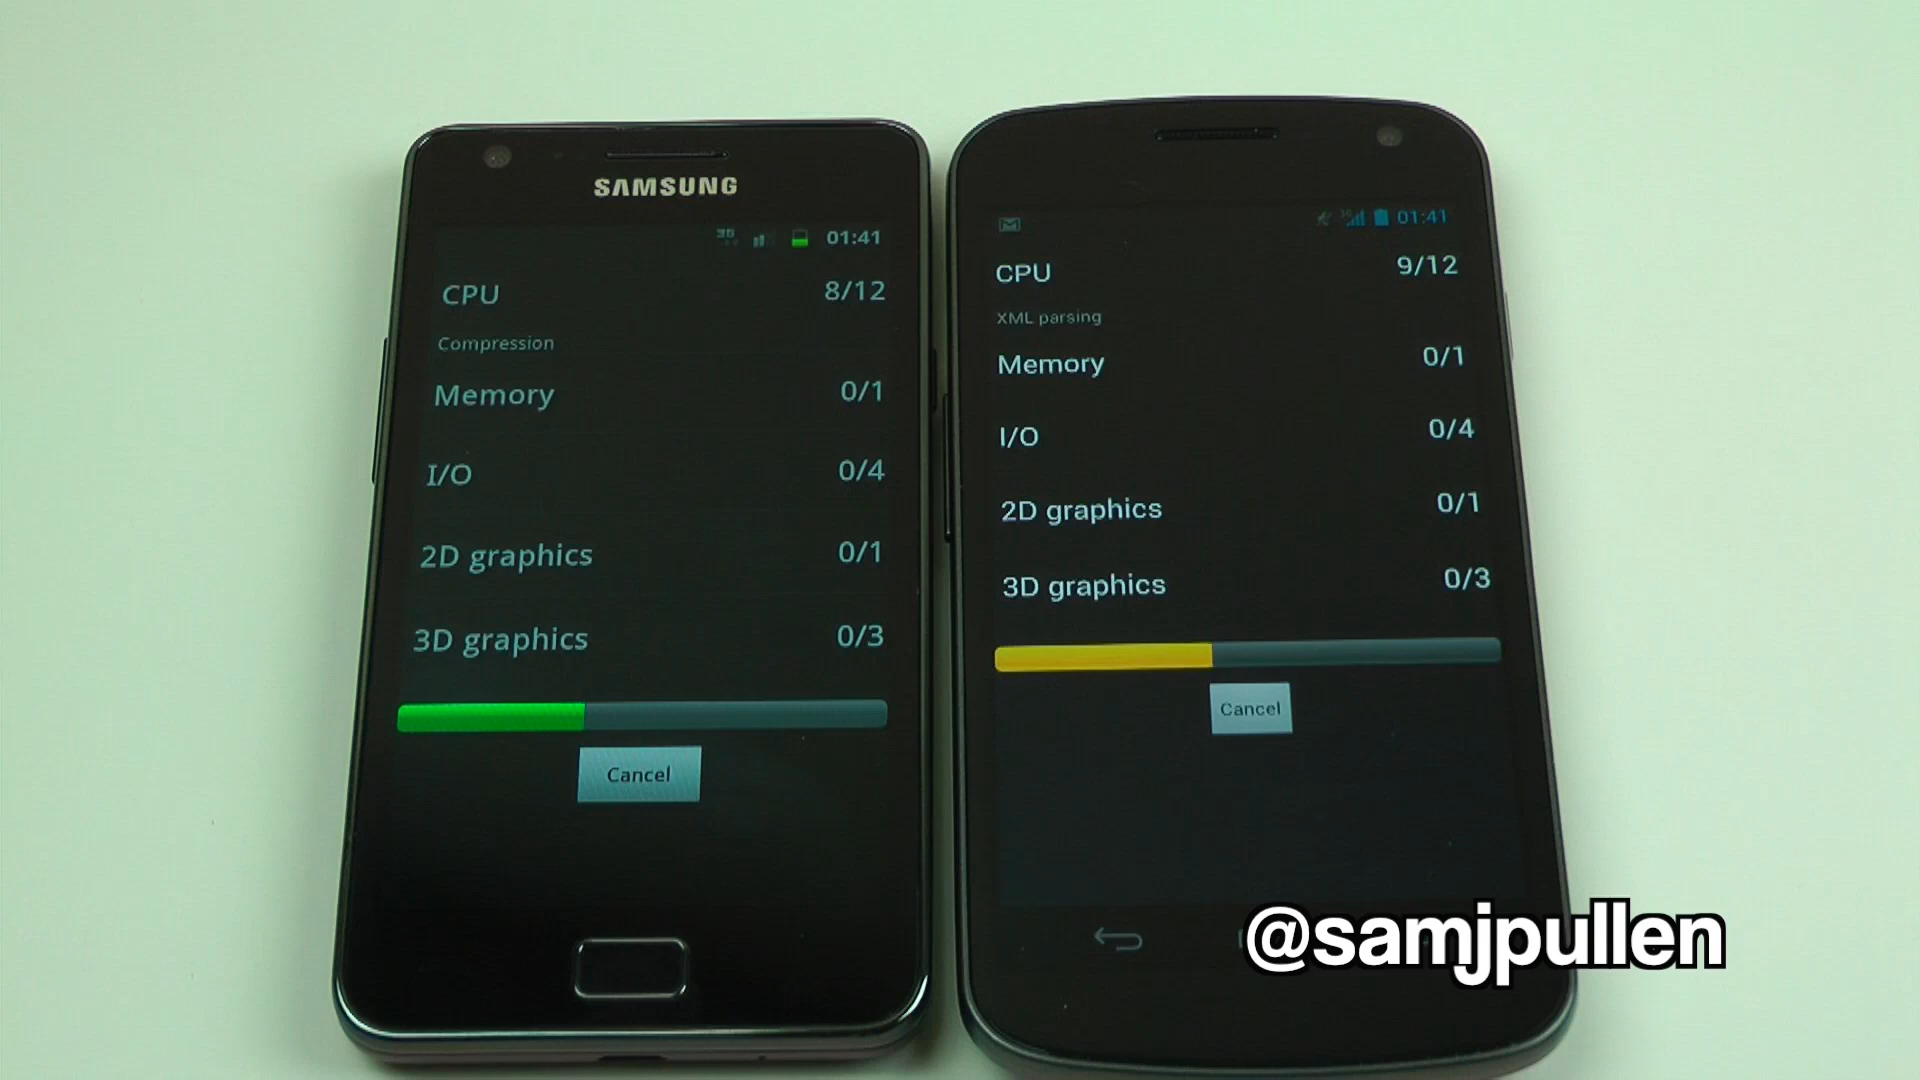 SAMSUNG
3G 01:41
CPU 8/12
Compression
Memory 0/1
I/O 0/4
2D graphics 0/1
3D graphics 0/3
Cancel
01:41
CPU 9/12
XML parsing
Memory 0/1
I/O 0/4
2D graphics 0/1
3D graphics 0/3
Cancel
@samjpullen